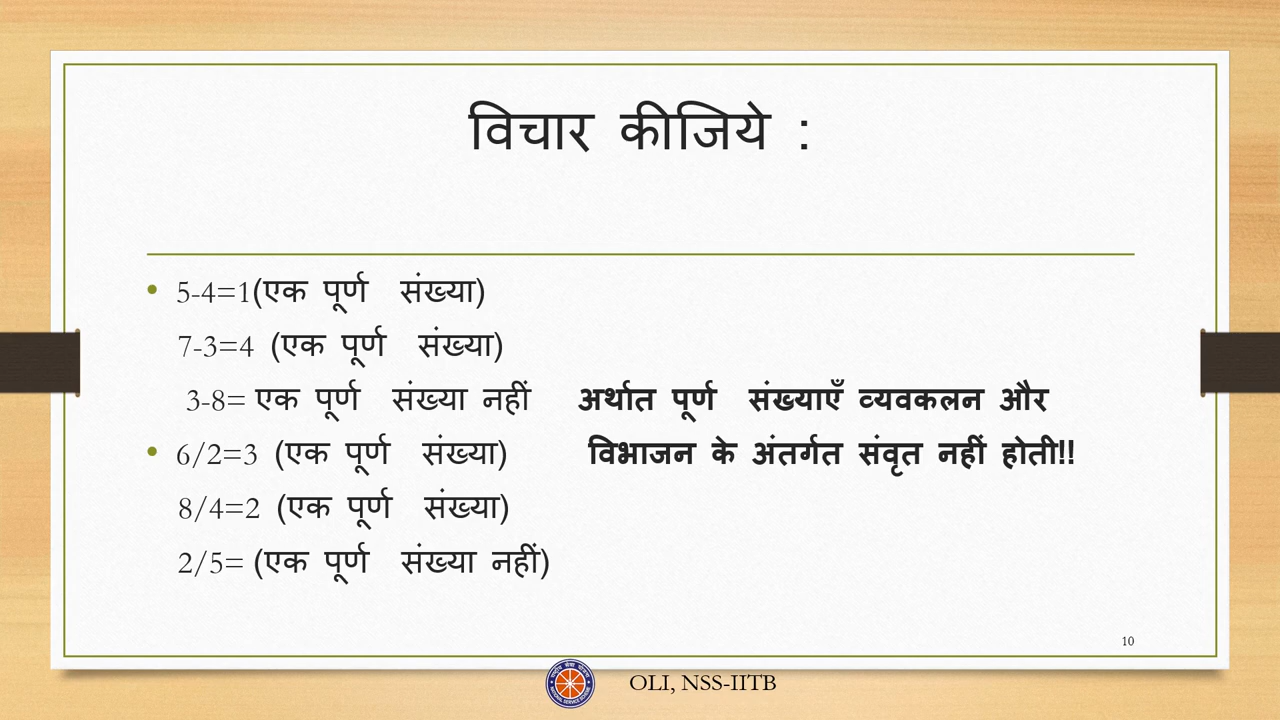 विचार कीजिये :
• 5-4=1(एक पूर्ण संख्या)
7-3=4 (एक पूर्ण संख्या)
3-8= एक पूर्ण संख्या नहीं अर्थात पूर्ण संख्याएँ व्यवकलन और
• 6/2=3 (एक पूर्ण संख्या) विभाजन के अंतर्गत संवृत नहीं होती!!
8/4=2 (एक पूर्ण संख्या)
2/5= (एक पूर्ण संख्या नहीं)
10
OLI, NSS-IITB